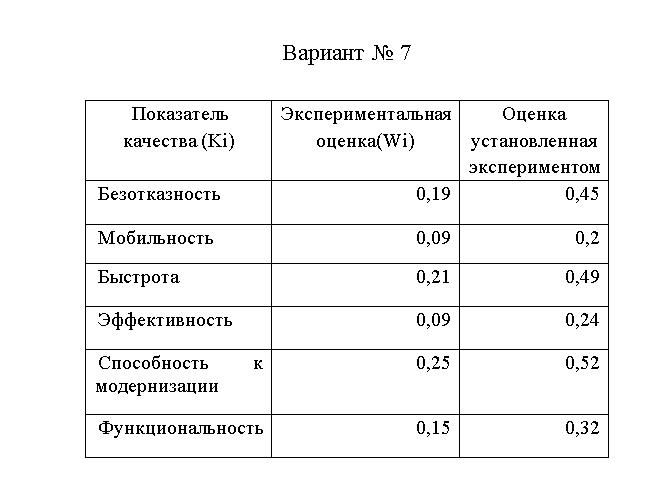 Вариант № 7
Показатель качества (Ki) Экспериментальная оценка(Wi) Оценка установленная экспериментом
Безотказность 0,19 0,45
Мобильность 0,09 0,2
Быстрота 0,21 0,49
Эффективность 0,09 0,24
Способность к модернизации 0,25 0,52
Функциональность 0,15 0,32